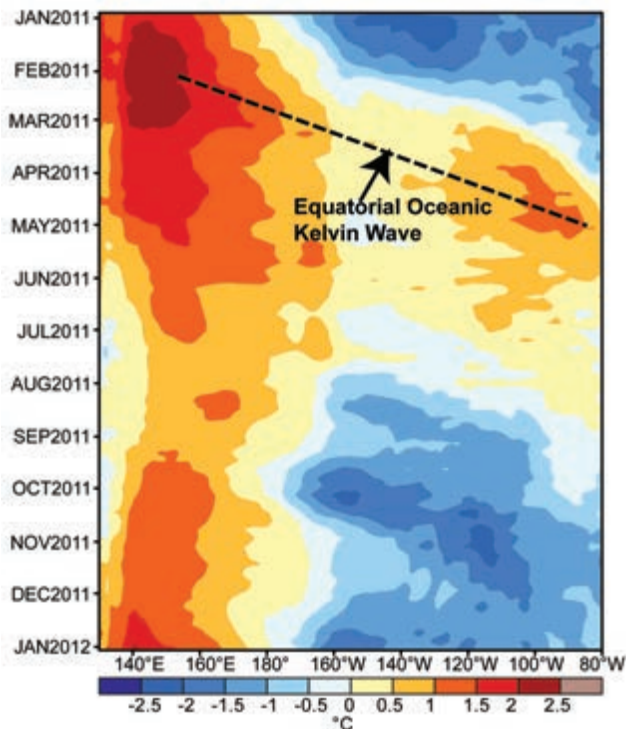 JAN2011
FEB2011
MAR2011
APR2011
Equatorial Oceanic
Kelvin Wave
MAY2011
JUN2011
JUL2011
AUG2011
SEP2011
OCT2011
NOV2011
DEC2011
JAN2012
140°E 160°E 180° 160°W 140°W 120°W 100°W 80°W
-2.5 -2 -1.5 -1 -0.5 0 0.5 1 1.5 2 2.5
°C